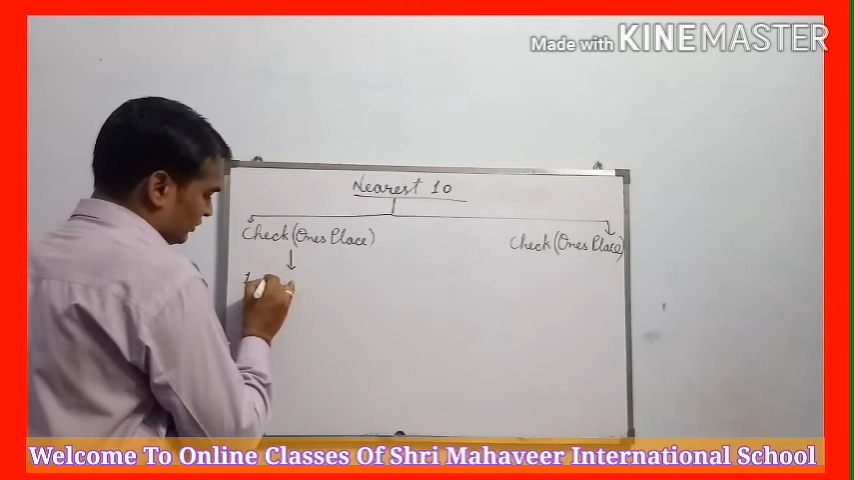 Made with KINEMASTER
Nearest 10
Check (Ones Place)
Check (Ones Place)
1
Welcome To Online Classes Of Shri Mahaveer International School